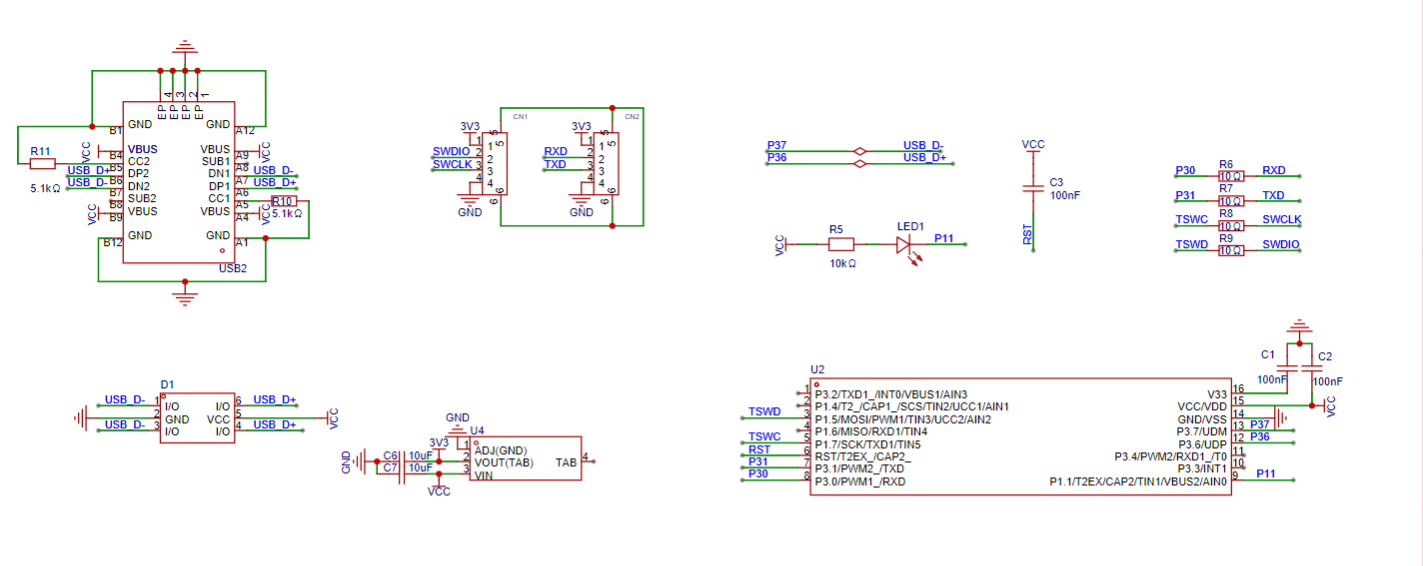 EP 4
EP 3
EP 2
EP 1
B1 GND GND A12
R11
5.1kΩ
VCC B4 VBUS VBUS A9 VCC
B5 CC2 SUB1 A8
USB_D+ B6 DP2 DN1 A7 USB_D-
USB_D- B7 DN2 DP1 A6 USB_D+
B8 SUB2 CC1 A5 R10
5.1kΩ
VCC B9 VBUS VBUS A4 VCC
B12 GND GND A1
USB2
CN1
3V3 5 5
1 1
SWDIO 2 2
SWCLK 3 3
4 4
GND 6 6
CN2
3V3 5 5
1 1
RXD 2 2
TXD 3 3
4 4
GND 6 6
P37 USB_D-
P36 USB_D+
VCC R5 LED1 P11
10kΩ
VCC
C3
100nF
RST
P30 R6 RXD
10Ω
P31 R7 TXD
10Ω
TSWC R8 SWCLK
10Ω
TSWD R9 SWDIO
10Ω
D1
USB_D- 1 I/O I/O 6 USB_D+
2 GND VCC 5 VCC
USB_D- 3 I/O I/O 4 USB_D+
GND
3V3 U4
GND C6 10uF 1 ADJ(GND)
C7 10uF 2 VOUT(TAB) TAB 4
VCC 3 VIN
U2
1 P3.2/TXD1_/INT0/VBUS1/AIN3
2 P1.4/T2_/CAP1_/SCS/TIN2/UCC1/AIN1
TSWD 3 P1.5/MOSI/PWM1/TIN3/UCC2/AIN2
4 P1.6/MISO/RXD1/TIN4
TSWC 5 P1.7/SCK/TXD1/TIN5
RST 6 RST/T2EX_/CAP2_
P31 7 P3.1/PWM2_/TXD
P30 8 P3.0/PWM1_/RXD
C1 C2
100nF 100nF
V33 16
VCC/VDD 15 VCC
GND/VSS 14
P3.7/UDM 13 P37
P3.6/UDP 12 P36
P3.4/PWM2/RXD1_/T0 11
P3.3/INT1 10
P1.1/T2EX/CAP2/TIN1/VBUS2/AIN0 9 P11